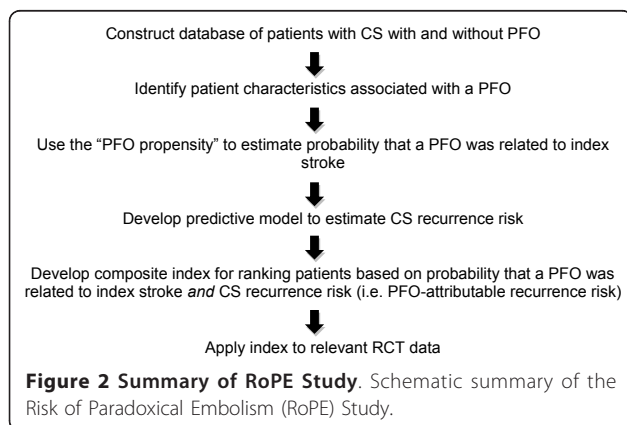 Construct database of patients with CS with and without PFO
Identify patient characteristics associated with a PFO
Use the “PFO propensity” to estimate probability that a PFO was related to index
stroke
Develop predictive model to estimate CS recurrence risk
Develop composite index for ranking patients based on probability that a PFO was
related to index stroke and CS recurrence risk (i.e. PFO-attributable recurrence risk)
Apply index to relevant RCT data
Figure 2 Summary of RoPE Study. Schematic summary of the
Risk of Paradoxical Embolism (RoPE) Study.